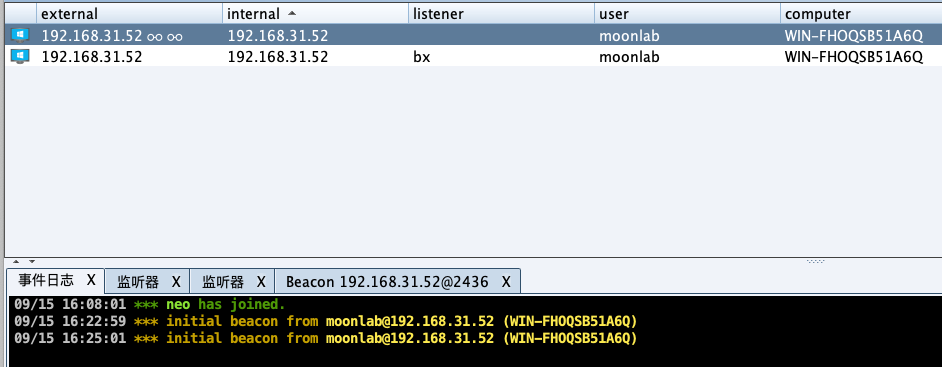 external internal listener user computer
192.168.31.52 192.168.31.52 moonlab WIN-FHOQSB51A6Q
192.168.31.52 192.168.31.52 bx moonlab WIN-FHOQSB51A6Q
事件日志 X 监听器 X 监听器 X Beacon 192.168.31.52@2436 X
09/15 16:08:01 *** neo has joined.
09/15 16:22:59 *** initial beacon from moonlab@192.168.31.52 (WIN-FHOQSB51A6Q)
09/15 16:25:01 *** initial beacon from moonlab@192.168.31.52 (WIN-FHOQSB51A6Q)